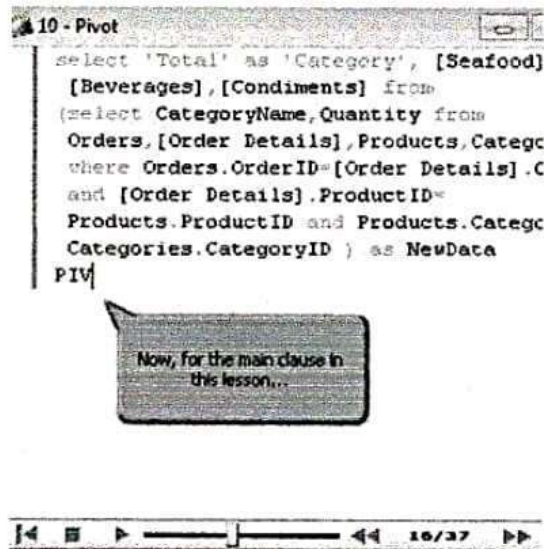 10 - Pivot
select 'Total' as 'Category', [Seafood]
[Beverages],[Condiments] from
(select CategoryName,Quantity from
Orders,[Order Details],Products,Catego
where Orders.OrderID=[Order Details].O
and [Order Details].ProductID=
Products.ProductID and Products.Catego
Categories.CategoryID ) as NewData
PIV
Now, for the main clause in
this lesson...
16/37